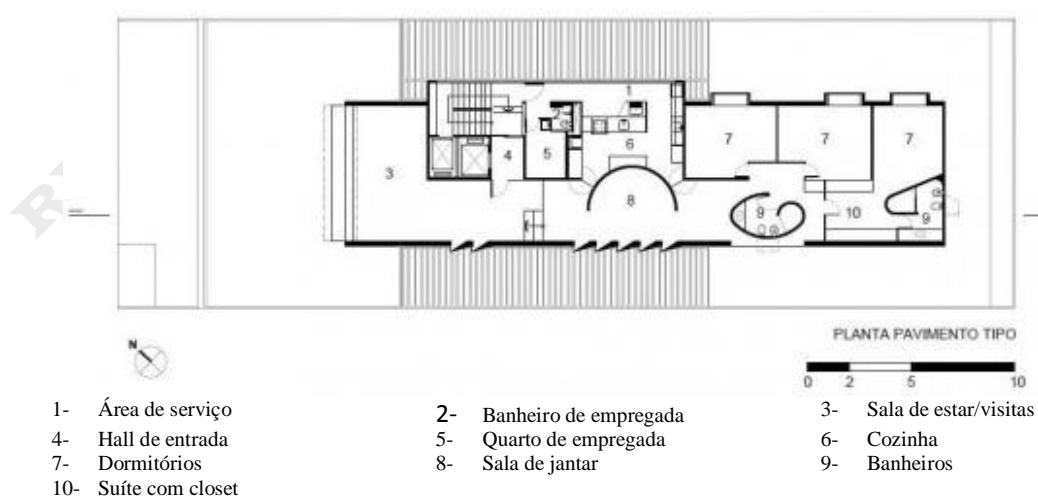 1
2
7
7
7
6
3
4
5
8
9
10
9
N
PLANTA PAVIMENTO TIPO
0 2 5 10
1- Área de serviço 2- Banheiro de empregada 3- Sala de estar/visitas
4- Hall de entrada 5- Quarto de empregada 6- Cozinha
7- Dormitórios 8- Sala de jantar 9- Banheiros
10- Suíte com closet